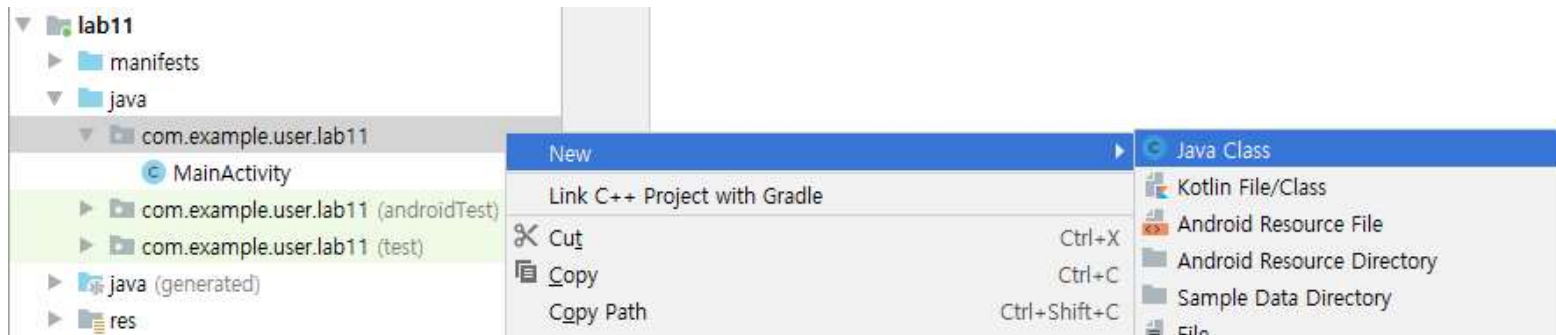 lab11
manifests
java
com.example.user.lab11
MainActivity
com.example.user.lab11 (androidTest)
com.example.user.lab11 (test)
java (generated)
res
New
Link C++ Project with Gradle
Cut Ctrl+X
Copy Ctrl+C
Copy Path Ctrl+Shift+C
Java Class
Kotlin File/Class
Android Resource File
Android Resource Directory
Sample Data Directory
File